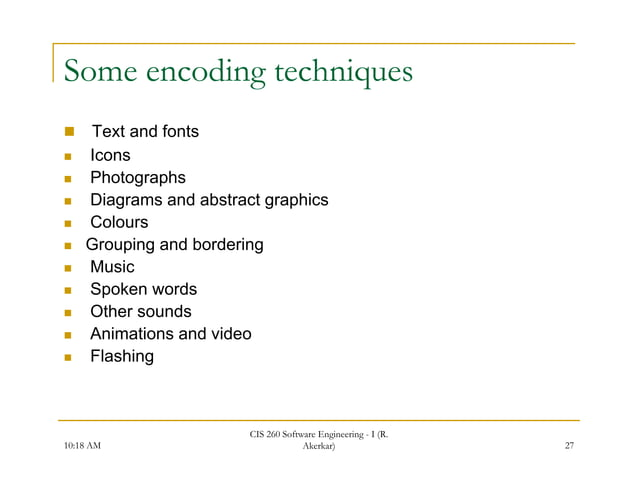 Some encoding techniques
Text and fonts
Icons
Photographs
Diagrams and abstract graphics
Colours
Grouping and bordering
Music
Spoken words
Other sounds
Animations and video
Flashing
10:18 AM
CIS 260 Software Engineering - I (R.
Akerkar)
27